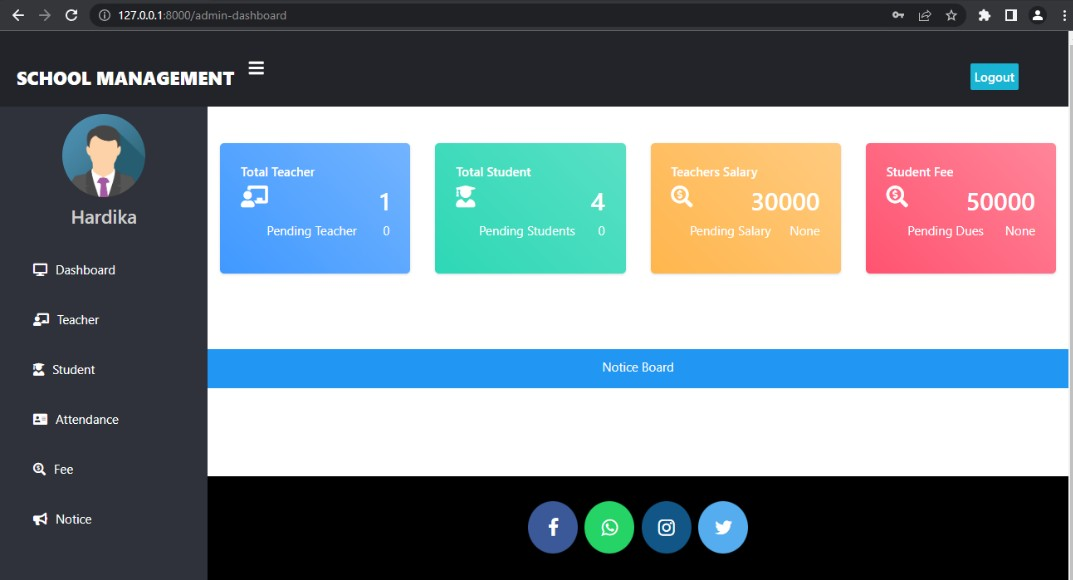 127.0.0.1:8000/admin-dashboard
SCHOOL MANAGEMENT
Logout
Hardika
Dashboard
Teacher
Student
Attendance
Fee
Notice
Total Teacher
1
Pending Teacher 0
Total Student
4
Pending Students 0
Teachers Salary
30000
Pending Salary None
Student Fee
50000
Pending Dues None
Notice Board